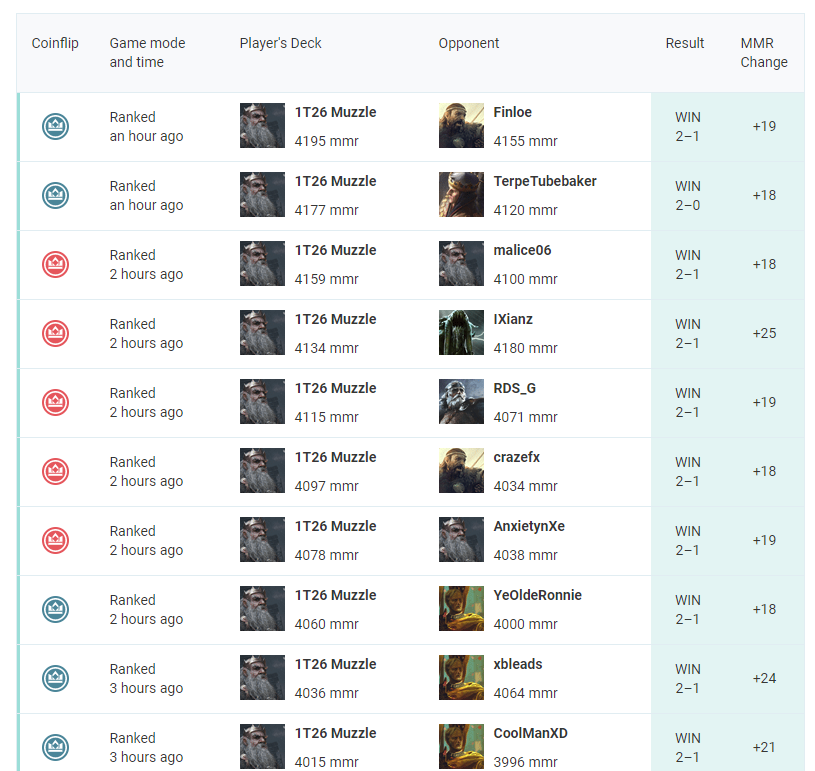 Coinflip
Game mode and time
Player's Deck
Opponent
Result
MMR Change
Ranked
an hour ago
1T26 Muzzle
4195 mmr
Finloe
4155 mmr
WIN
2–1
+19
Ranked
an hour ago
1T26 Muzzle
4177 mmr
TerpeTubebaker
4120 mmr
WIN
2–0
+18
Ranked
2 hours ago
1T26 Muzzle
4159 mmr
malice06
4100 mmr
WIN
2–1
+18
Ranked
2 hours ago
1T26 Muzzle
4134 mmr
IXianz
4180 mmr
WIN
2–1
+25
Ranked
2 hours ago
1T26 Muzzle
4115 mmr
RDS_G
4071 mmr
WIN
2–1
+19
Ranked
2 hours ago
1T26 Muzzle
4097 mmr
crazefx
4034 mmr
WIN
2–1
+18
Ranked
2 hours ago
1T26 Muzzle
4078 mmr
AnxietynXe
4038 mmr
WIN
2–1
+19
Ranked
2 hours ago
1T26 Muzzle
4060 mmr
YeOldeRonnie
4000 mmr
WIN
2–1
+18
Ranked
3 hours ago
1T26 Muzzle
4036 mmr
xbleads
4064 mmr
WIN
2–1
+24
Ranked
3 hours ago
1T26 Muzzle
4015 mmr
CoolManXD
3996 mmr
WIN
2–1
+21